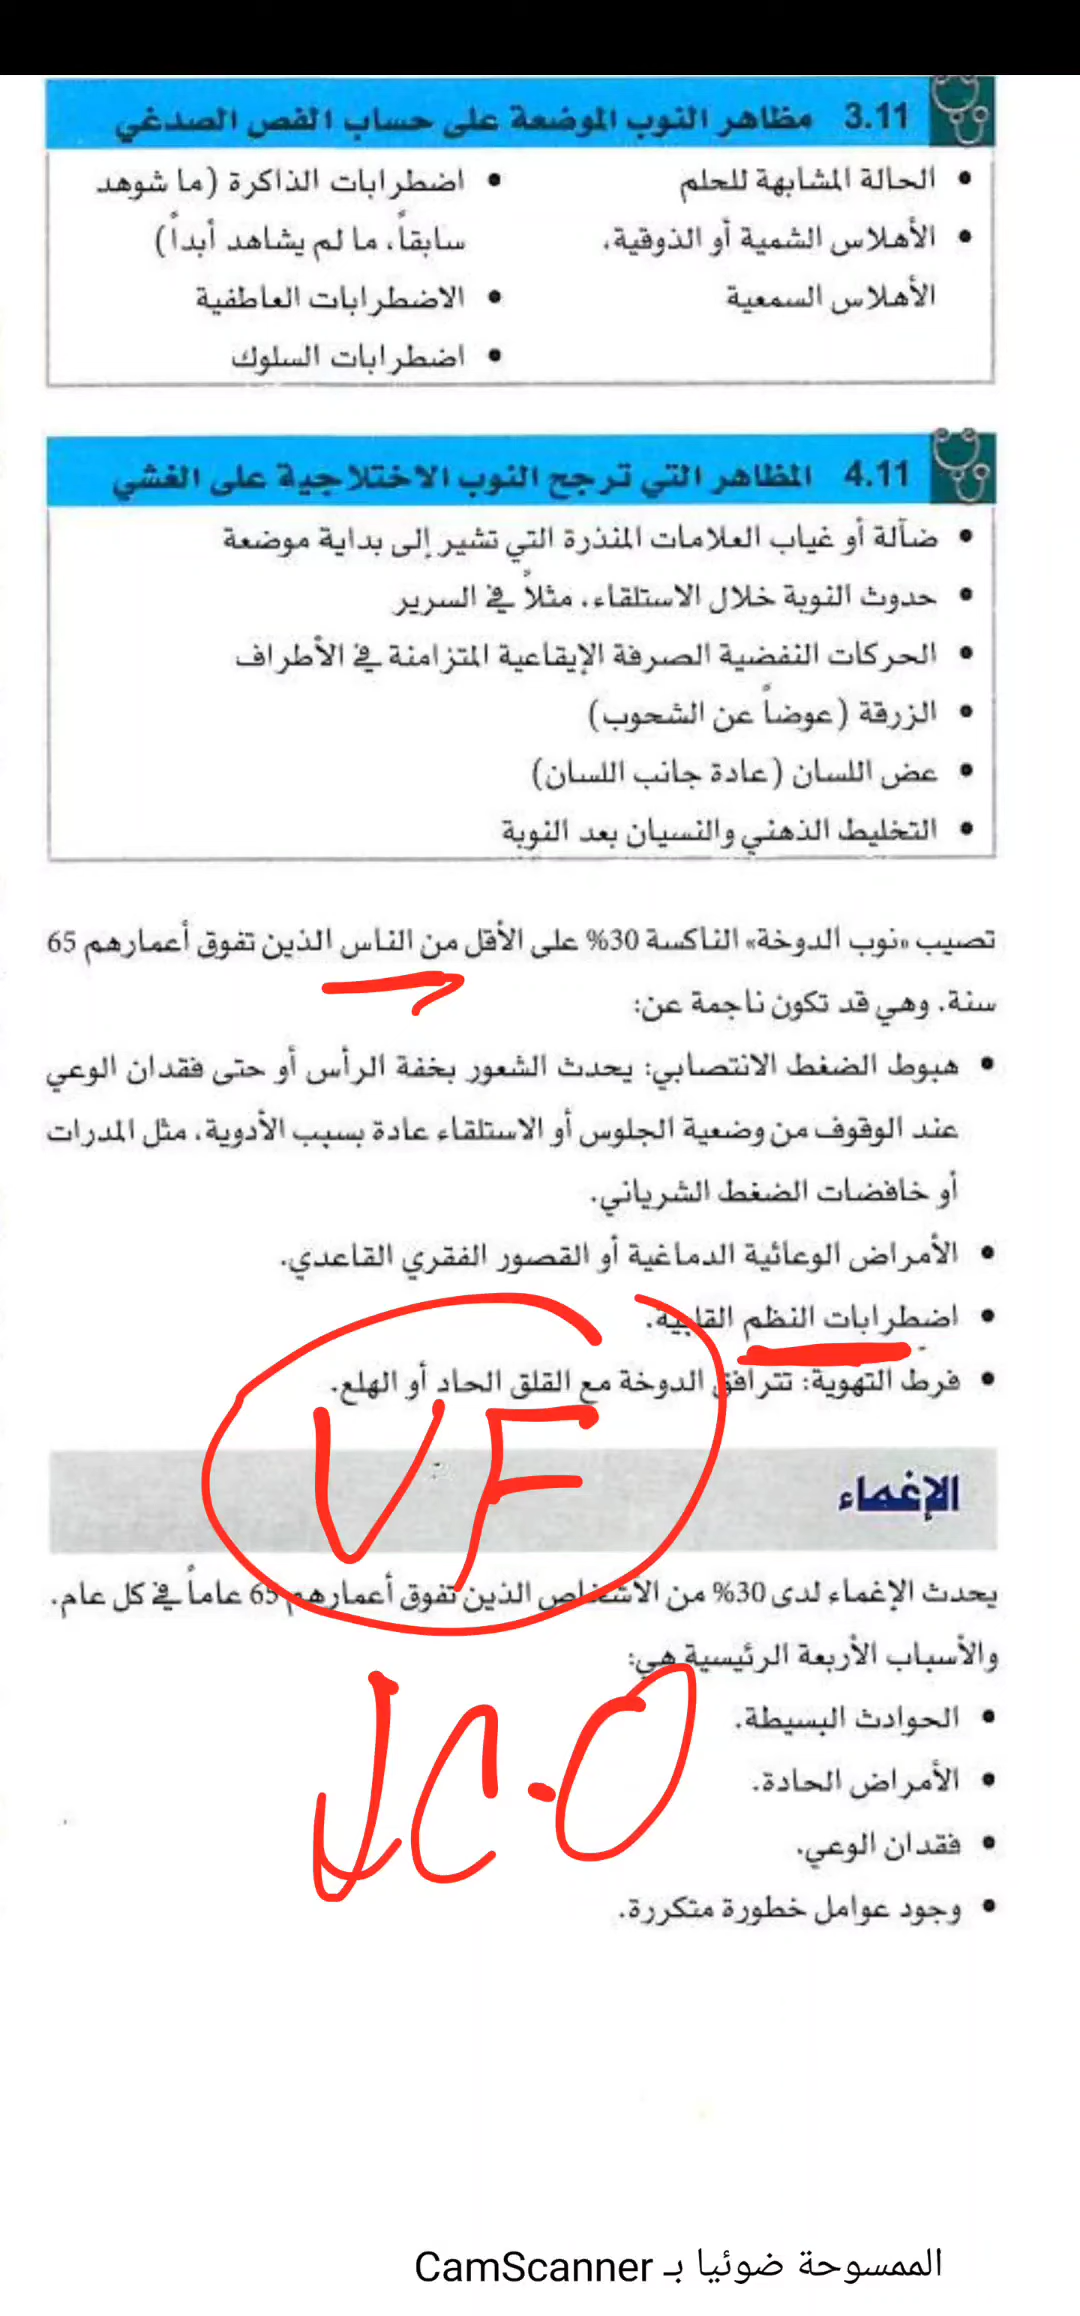 3.11 مظاهر النوب الموضعة على حساب الفص الصدغي
• الحالة المشابهة للحلم
• الأهلاس الشمية أو الذوقية،
الأهلاس السمعية
• اضطرابات الذاكرة (ما شوهد
سابقاً، ما لم يشاهد أبداً)
• الاضطرابات العاطفية
• اضطرابات السلوك
4.11 المظاهر التي ترجح النوب الاختلاجية على الغشي
• ضآلة أو غياب العلامات المنذرة التي تشير إلى بداية موضعة
• حدوث النوبة خلال الاستلقاء، مثلاً في السرير
• الحركات النفضية الصرفة الإيقاعية المتزامنة في الأطراف
• الزرقة (عوضاً عن الشحوب)
• عض اللسان (عادة جانب اللسان)
• التخليط الذهني والنسيان بعد النوبة
تصيب «نوب الدوخة» الناكسة 30% على الأقل من الناس الذين تفوق أعمارهم 65
سنة. وهي قد تكون ناجمة عن:
• هبوط الضغط الانتصابي: يحدث الشعور بخفة الرأس أو حتى فقدان الوعي
عند الوقوف من وضعية الجلوس أو الاستلقاء عادة بسبب الأدوية، مثل المدرات
أو خافضات الضغط الشرياني.
• الأمراض الوعائية الدماغية أو القصور الفقري القاعدي.
• اضطرابات النظم القلبية.
• فرط التهوية: تترافق الدوخة مع القلق الحاد أو الهلع.
VF
الإغماء
يحدث الإغماء لدى 30% من الأشخاص الذين تفوق أعمارهم 65 عاماً في كل عام.
والأسباب الأربعة الرئيسية هي:
• الحوادث البسيطة.
• الأمراض الحادة.
• فقدان الوعي.
• وجود عوامل خطورة متكررة.
↓C.O
الممسوحة ضوئيا بـ CamScanner